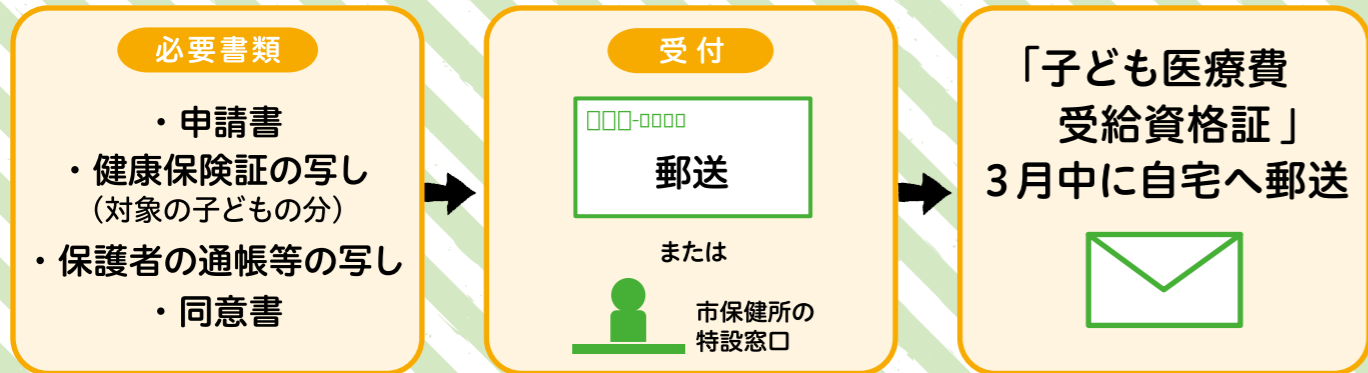 必要書類
・申請書
・健康保険証の写し
（対象の子どもの分）
・保護者の通帳等の写し
・同意書
受付
□□□-□□□□
郵送
または
市保健所の
特設窓口
「子ども医療費
受給資格証」
３月中に自宅へ郵送